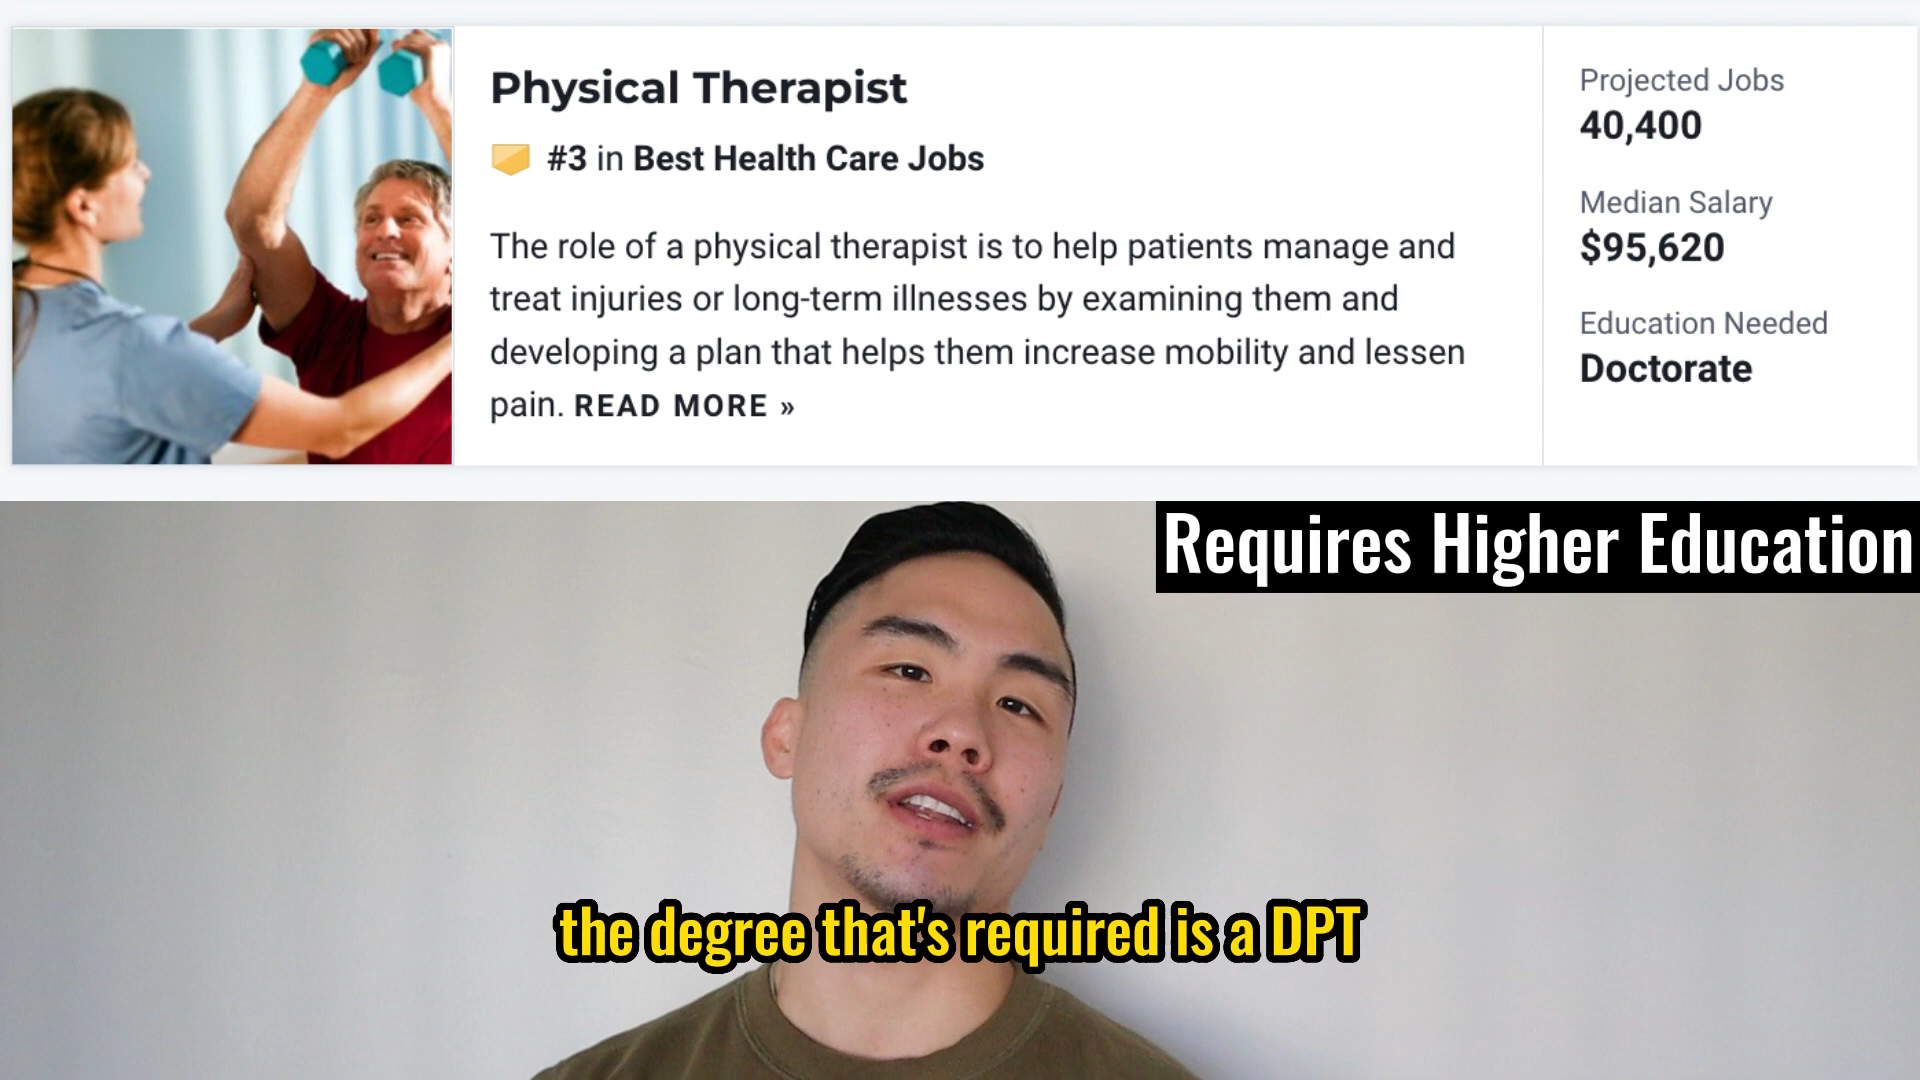 Physical Therapist
#3 in Best Health Care Jobs
The role of a physical therapist is to help patients manage and
treat injuries or long-term illnesses by examining them and
developing a plan that helps them increase mobility and lessen
pain. READ MORE »
Projected Jobs
40,400
Median Salary
$95,620
Education Needed
Doctorate
Requires Higher Education
the degree that's required is a DPT